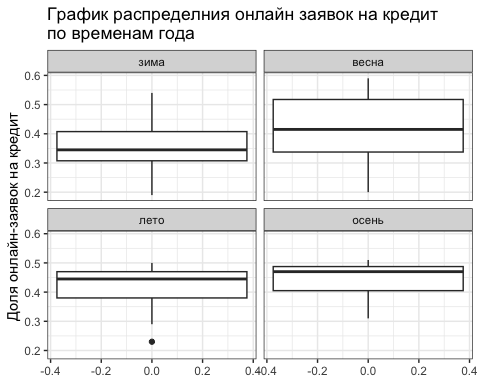 График распределния онлайн заявок на кредит
по временам года
зима
весна
0.6
0.5
0.4
0.3
0.2
лето
осень
0.6
0.5
0.4
0.3
0.2
-0.4 -0.2 0.0 0.2 0.4
-0.4 -0.2 0.0 0.2 0.4
Доля онлайн-заявок на кредит